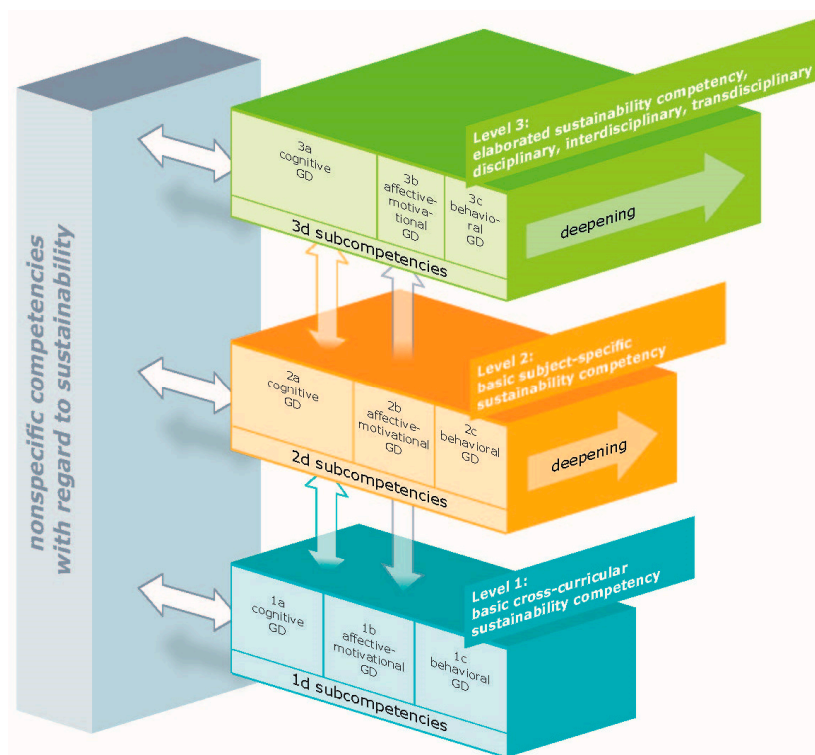 nonspecific competencies
with regard to sustainability
Level 3:
elaborated sustainability competency,
disciplinary, interdisciplinary, transdisciplinary
3a
cognitive
GD
3b
affective-
motiva-
tional
GD
3c
behavio-
ral
GD
3d subcompetencies
deepening
Level 2:
basic subject-specific
sustainability competency
2a
cognitive
GD
2b
affective-
motivational
GD
2c
behavioral
GD
2d subcompetencies
deepening
Level 1:
basic cross-curricular
sustainability competency
1a
cognitive
GD
1b
affective-
motivational
GD
1c
behavioral
GD
1d subcompetencies